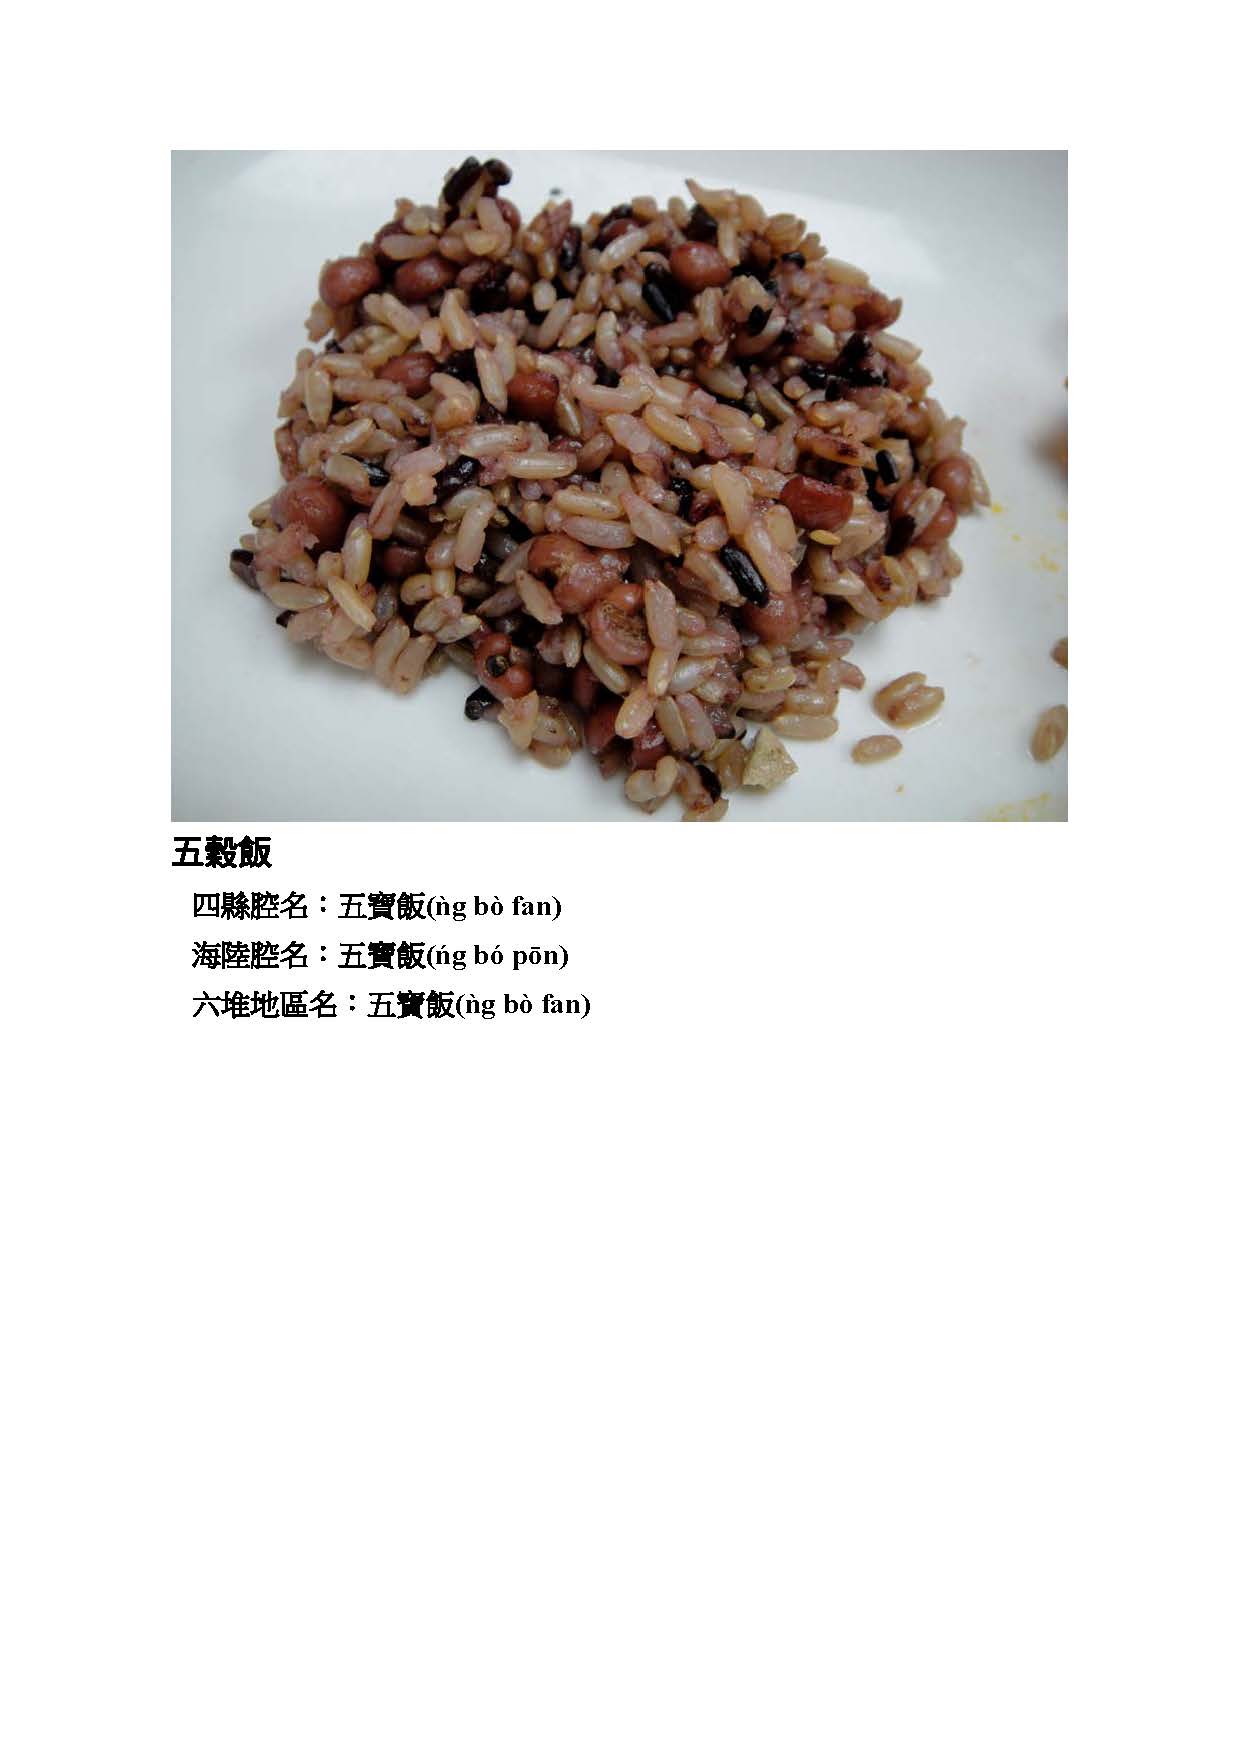 五穀飯
四縣腔名：五寶飯(ǹg bò fan)
海陸腔名：五寶飯(ńg bó pōn)
六堆地區名：五寶飯(ǹg bò fan)